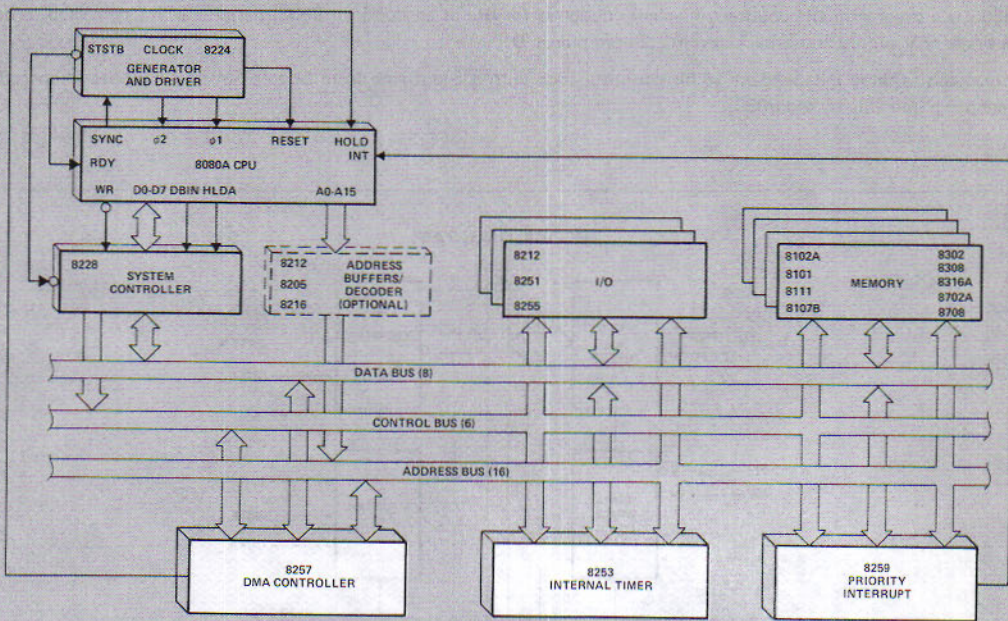 STSTB CLOCK 8224
GENERATOR
AND DRIVER
SYNC φ2 φ1 RESET HOLD
INT
RDY 8080A CPU
WR D0-D7 DBIN HLDA A0-A15
8228
SYSTEM
CONTROLLER
8212 ADDRESS
BUFFERS/
8205 DECODER
(OPTIONAL)
8216
8212
8251 I/O
8255
8102A 8302
8101 8308
8111 MEMORY 8316A
8107B 8702A
8708
DATA BUS (8)
CONTROL BUS (6)
ADDRESS BUS (16)
8257
DMA CONTROLLER
8253
INTERNAL TIMER
8259
PRIORITY
INTERRUPT